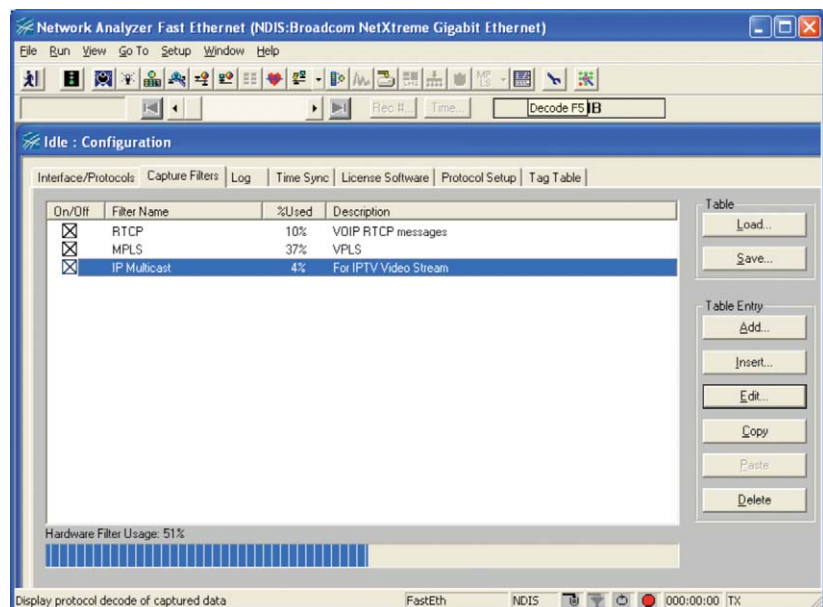 Network Analyzer Fast Ethernet (NDIS:Broadcom NetXtreme Gigabit Ethernet)
File Run View Go To Setup Window Help
Rec #... Time... Decode F5
Idle : Configuration
Interface/Protocols Capture Filters Log Time Sync License Software Protocol Setup Tag Table
On/Off Filter Name %Used Description
RTCP 10% VOIP RTCP messages
MPLS 37% VPLS
IP Multicast 4% For IPTV Video Stream
Table
Load...
Save...
Table Entry
Add...
Insert...
Edit...
Copy
Paste
Delete
Hardware Filter Usage: 51%
Display protocol decode of captured data FastEth NDIS 000:00:00 TX